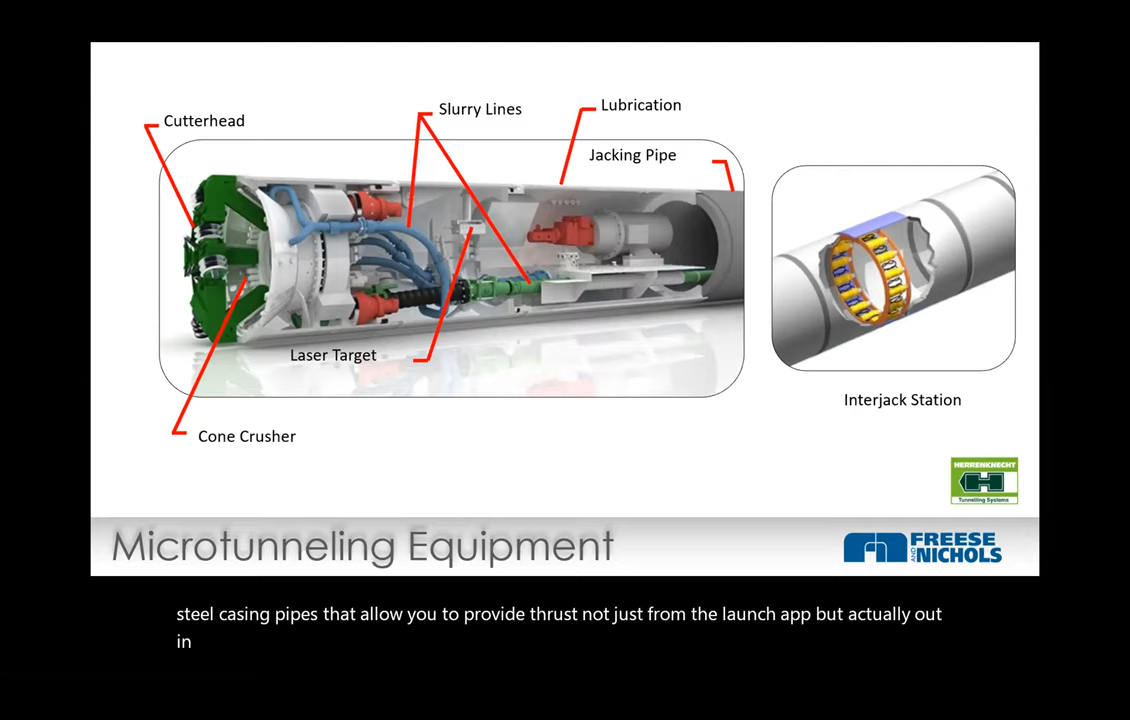 Cutterhead
Slurry Lines
Lubrication
Jacking Pipe
Laser Target
Cone Crusher
Interjack Station
HERRENKNECHT
Tunnelling Systems
Microtunneling Equipment
FREESE
AND NICHOLS
steel casing pipes that allow you to provide thrust not just from the launch app but actually out
in